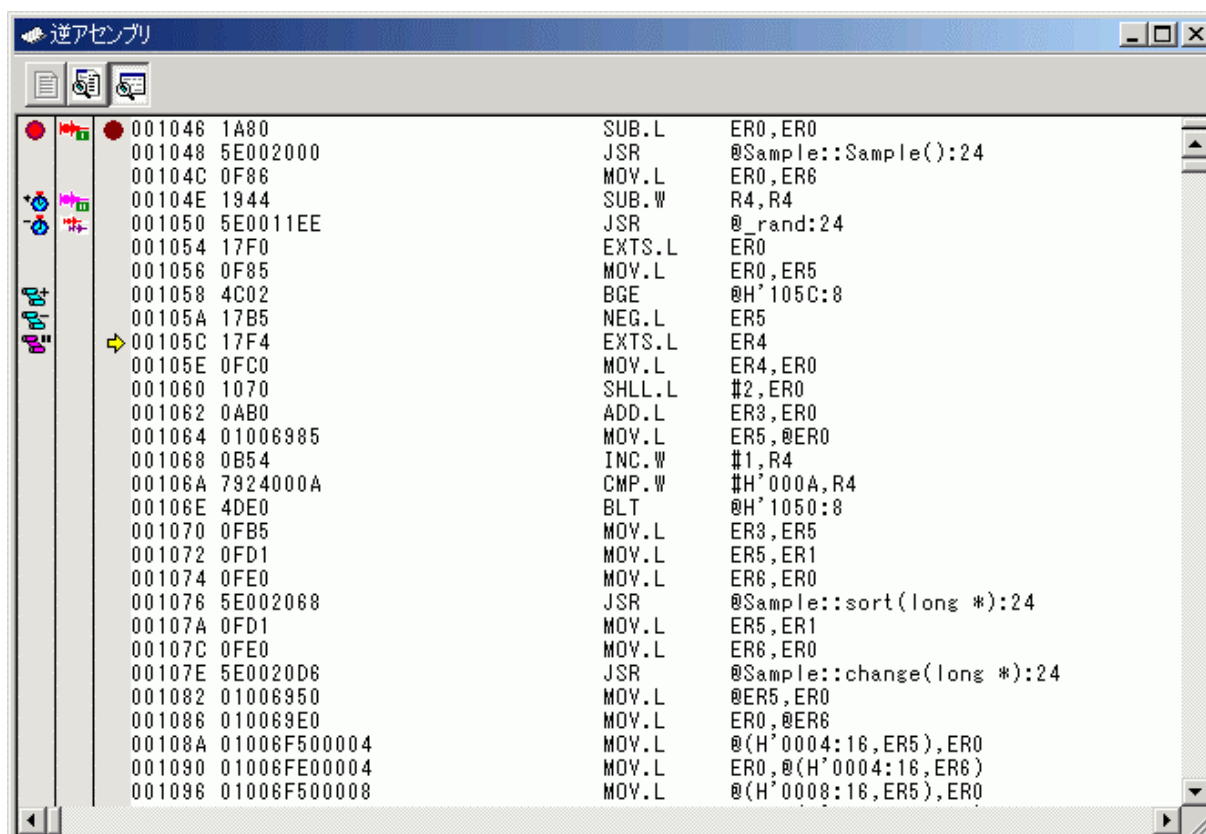 逆アセンブリ
001046 1A80 SUB.L ER0,ER0
001048 5E002000 JSR @Sample::Sample():24
00104C 0F86 MOV.L ER0,ER6
00104E 1944 SUB.W R4,R4
001050 5E0011EE JSR @_rand:24
001054 17F0 EXTS.L ER0
001056 0F85 MOV.L ER0,ER5
001058 4C02 BGE @H'105C:8
00105A 17B5 NEG.L ER5
00105C 17F4 EXTS.L ER4
00105E 0FC0 MOV.L ER4,ER0
001060 1070 SHLL.L #2,ER0
001062 0AB0 ADD.L ER3,ER0
001064 01006985 MOV.L ER5,@ER0
001068 0B54 INC.W #1,R4
00106A 7924000A CMP.W #H'000A,R4
00106E 4DE0 BLT @H'1050:8
001070 0FB5 MOV.L ER3,ER5
001072 0FD1 MOV.L ER5,ER1
001074 0FE0 MOV.L ER6,ER0
001076 5E002068 JSR @Sample::sort(long *):24
00107A 0FD1 MOV.L ER5,ER1
00107C 0FE0 MOV.L ER6,ER0
00107E 5E0020D6 JSR @Sample::change(long *):24
001082 01006950 MOV.L @ER5,ER0
001086 010069E0 MOV.L ER0,@ER6
00108A 01006F500004 MOV.L @(H'0004:16,ER5),ER0
001090 01006FE00004 MOV.L ER0,@(H'0004:16,ER6)
001096 01006F500008 MOV.L @(H'0008:16,ER5),ER0